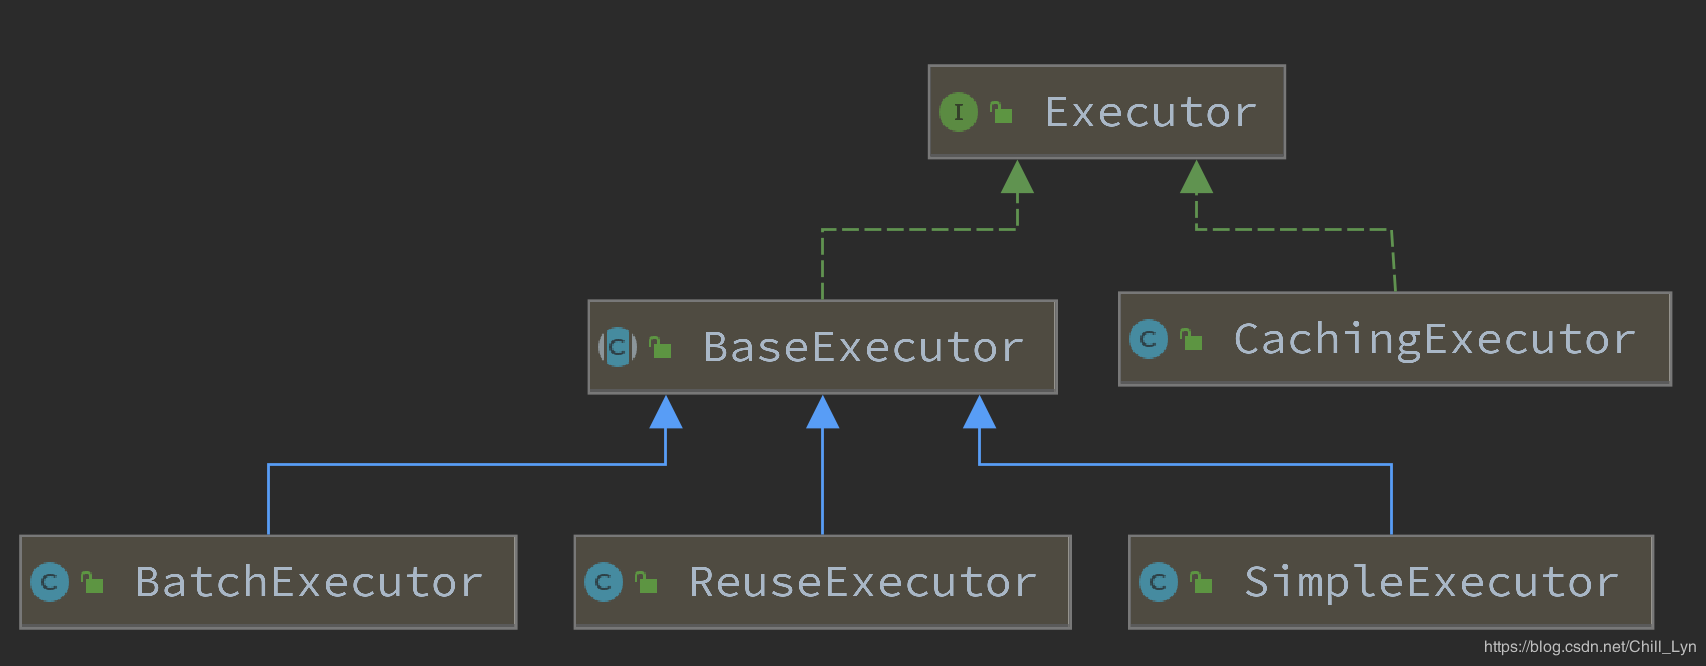 I Executor
C BaseExecutor
C CachingExecutor
C BatchExecutor
C ReuseExecutor
C SimpleExecutor
https://blog.csdn.net/Chill_Lyn